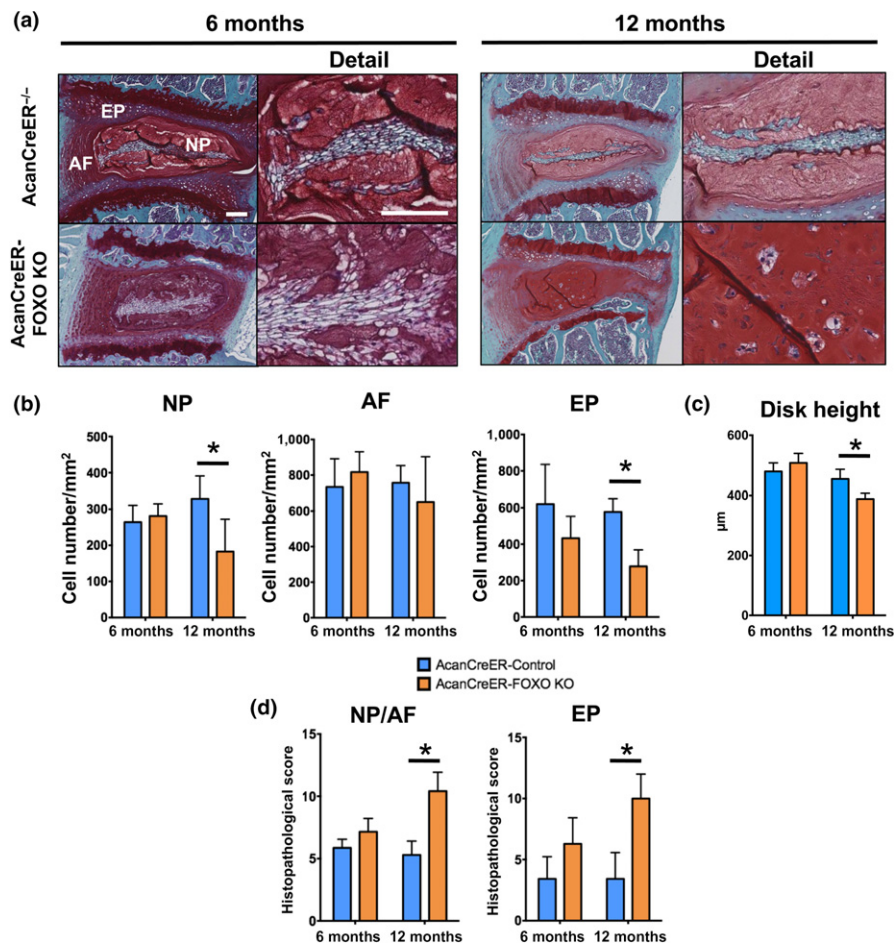 (a)
6 months
12 months
Detail
Detail
AcanCreER-/-
EP
NP
AF
AcanCreER-
FOXO KO
(b)
NP
AF
EP
(c)
Disk height
Cell number/mm2
500
400
300
200
100
0
6 months 12 months
*
Cell number/mm2
1,000
800
600
400
200
0
6 months 12 months
Cell number/mm2
1,000
800
600
400
200
0
6 months 12 months
*
µm
600
400
200
0
6 months 12 months
*
AcanCreER-Control
AcanCreER-FOXO KO
(d)
NP/AF
EP
Histopathological score
15
10
5
0
6 months 12 months
*
Histopathological score
15
10
5
0
6 months 12 months
*